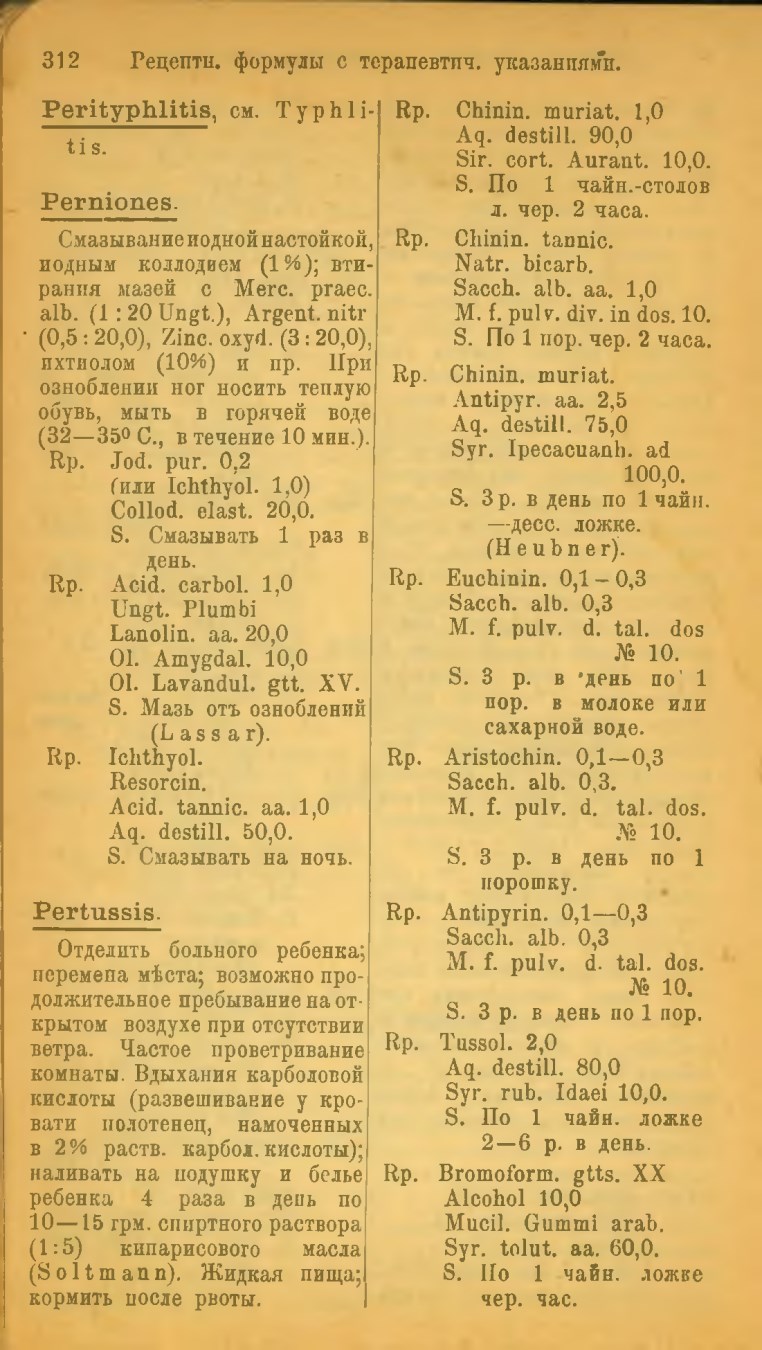 312 Рецептн. формулы с терапевтич. указаниями.
Perityphlitis, см. Typhli-
tis.
Perniones.
Смазывание иодной настойкой,
иодным коллодием (1%); вти-
рания мазей с Merc. praec.
alb. (1 : 20 Ungt.), Argent. nitr
(0,5 : 20,0), Zinc. oxyd. (3 : 20,0),
ихтиолом (10%) и пр. При
ознoблении ног носить теплую
обувь, мыть в горячей воде
(32—35° С., в течение 10 мин.).
Rp. Jod. pur. 0,2
(или Ichthyol. 1,0)
Collod. elast. 20,0.
S. Смазывать 1 раз в
день.
Rp. Acid. carbol. 1,0
Ungt. Plumbi
Lanolin. aa. 20,0
Ol. Amygdal. 10,0
Ol. Lavandul. gtt. XV.
S. Мазь отъ ознoблений
(Lassar).
Rp. Ichthyol.
Resorcin.
Acid. tannic. aa. 1,0
Aq. destill. 50,0.
S. Смазывать на ночь.
Pertussis.
Отделить больного ребенка;
перемена мѣста; возможно про-
должительное пребывание на от-
крытом воздухе при отсутствии
ветра. Частое проветривание
комнаты. Вдыхания карболовой
кислоты (развешивание у кро-
вати полотенец, намоченных
в 2% раств. карбол. кислоты);
наливать на подушку и белье
ребенка 4 раза в день по
10—15 грм. спиртного раствора
(1:5) кипарисового масла
(Soltmann). Жидкая пища;
кормить после рвоты.
Rp. Chinin. muriat. 1,0
Aq. destill. 90,0
Sir. cort. Aurant. 10,0.
S. По 1 чайн.-столов
л. чер. 2 часа.
Rp. Chinin. tannic.
Natr. bicarb.
Sacch. alb. aa. 1,0
M. f. pulv. div. in dos. 10.
S. По 1 пор. чер. 2 часа.
Rp. Chinin. muriat.
Antipyr. aa. 2,5
Aq. destill. 75,0
Syr. Ipecacuanh. ad
100,0.
S. 3 р. в день по 1 чайн.
—десс. ложке.
(Heubner).
Rp. Euchinin. 0,1 – 0,3
Sacch. alb. 0,3
M. f. pulv. d. tal. dos
№ 10.
S. 3 р. в день по 1
пор. в молоке или
сахарной воде.
Rp. Aristochin. 0,1—0,3
Sacch. alb. 0,3.
M. f. pulv. d. tal. dos.
№ 10.
S. 3 р. в день по 1
порошку.
Rp. Antipyrin. 0,1—0,3
Sacch. alb. 0,3
M. f. pulv. d. tal. dos.
№ 10.
S. 3 р. в день по 1 пор.
Rp. Tussol. 2,0
Aq. destill. 80,0
Syr. rub. Idaei 10,0.
S. По 1 чайн. ложке
2—6 р. в день.
Rp. Bromoform. gtts. XX
Alcohol 10,0
Mucil. Gummi arab.
Syr. tolut. aa. 60,0.
S. По 1 чайн. ложке
чер. час.